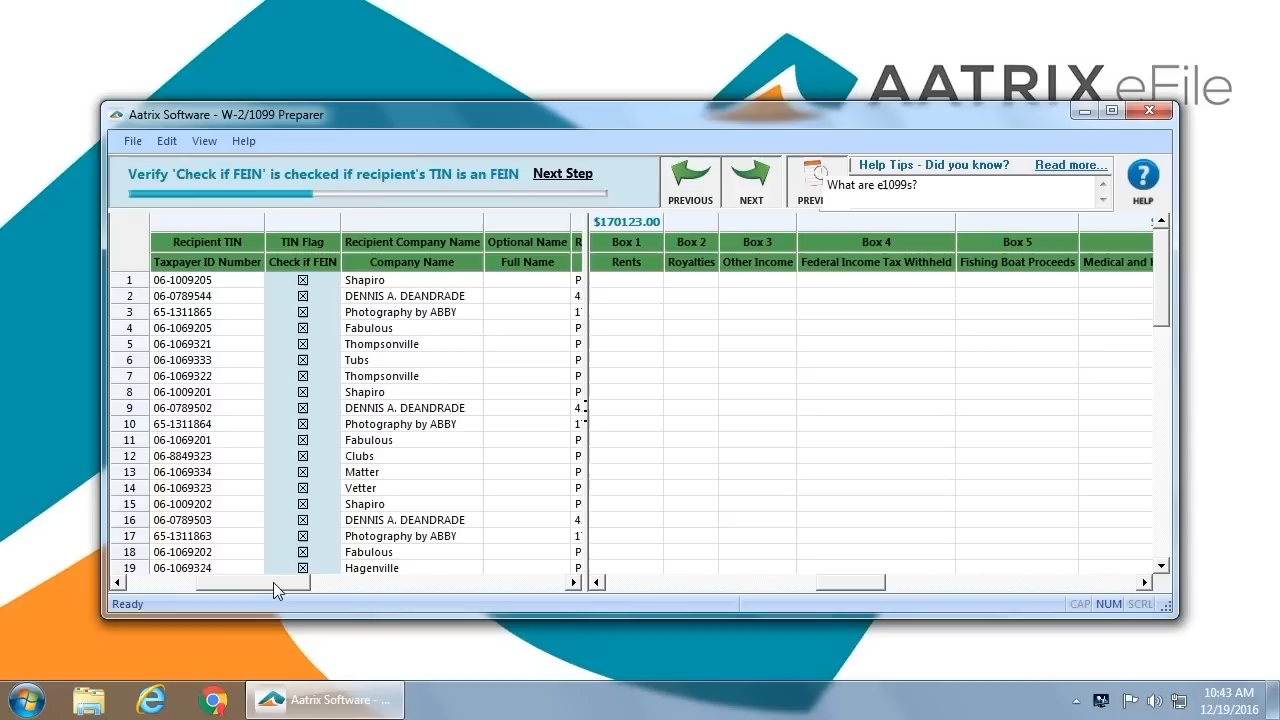 AATRIX eFile
Aatrix Software - W-2/1099 Preparer
File Edit View Help
Verify 'Check if FEIN' is checked if recipient's TIN is an FEIN Next Step
PREVIOUS NEXT
Help Tips - Did you know? Read more...
What are e1099s?
HELP
$170123.00
Recipient TIN TIN Flag Recipient Company Name Optional Name R Box 1 Box 2 Box 3 Box 4 Box 5
Taxpayer ID Number Check if FEIN Company Name Full Name Rents Royalties Other Income Federal Income Tax Withheld Fishing Boat Proceeds Medical and
1 06-1009205 Shapiro P
2 06-0789544 DENNIS A. DEANDRADE 4
3 65-1311865 Photography by ABBY 1
4 06-1069205 Fabulous P
5 06-1069321 Thompsonville P
6 06-1069333 Tubs P
7 06-1069322 Thompsonville P
8 06-1009201 Shapiro P
9 06-0789502 DENNIS A. DEANDRADE 4
10 65-1311864 Photography by ABBY 1
11 06-1069201 Fabulous P
12 06-8849323 Clubs P
13 06-1069334 Matter P
14 06-1069323 Vetter P
15 06-1009202 Shapiro P
16 06-0789503 DENNIS A. DEANDRADE 4
17 65-1311863 Photography by ABBY 1
18 06-1069202 Fabulous P
19 06-1069324 Hagenville P
Ready CAP NUM SCRL
Aatrix Software - ...
10:43 AM
12/19/2016